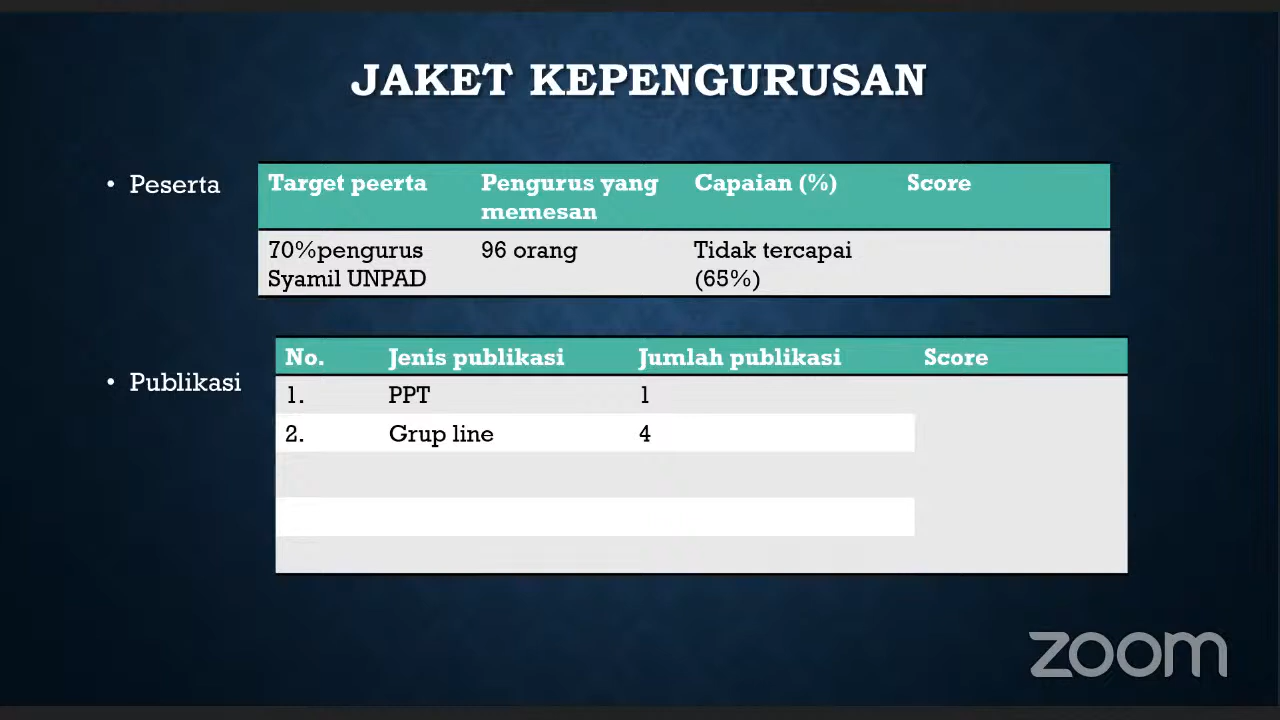 JAKET KEPENGURUSAN
• Peserta
Target peerta Pengurus yang memesan Capaian (%) Score
70%pengurus Syamil UNPAD 96 orang Tidak tercapai (65%)
• Publikasi
No. Jenis publikasi Jumlah publikasi Score
1. PPT 1
2. Grup line 4
zoom